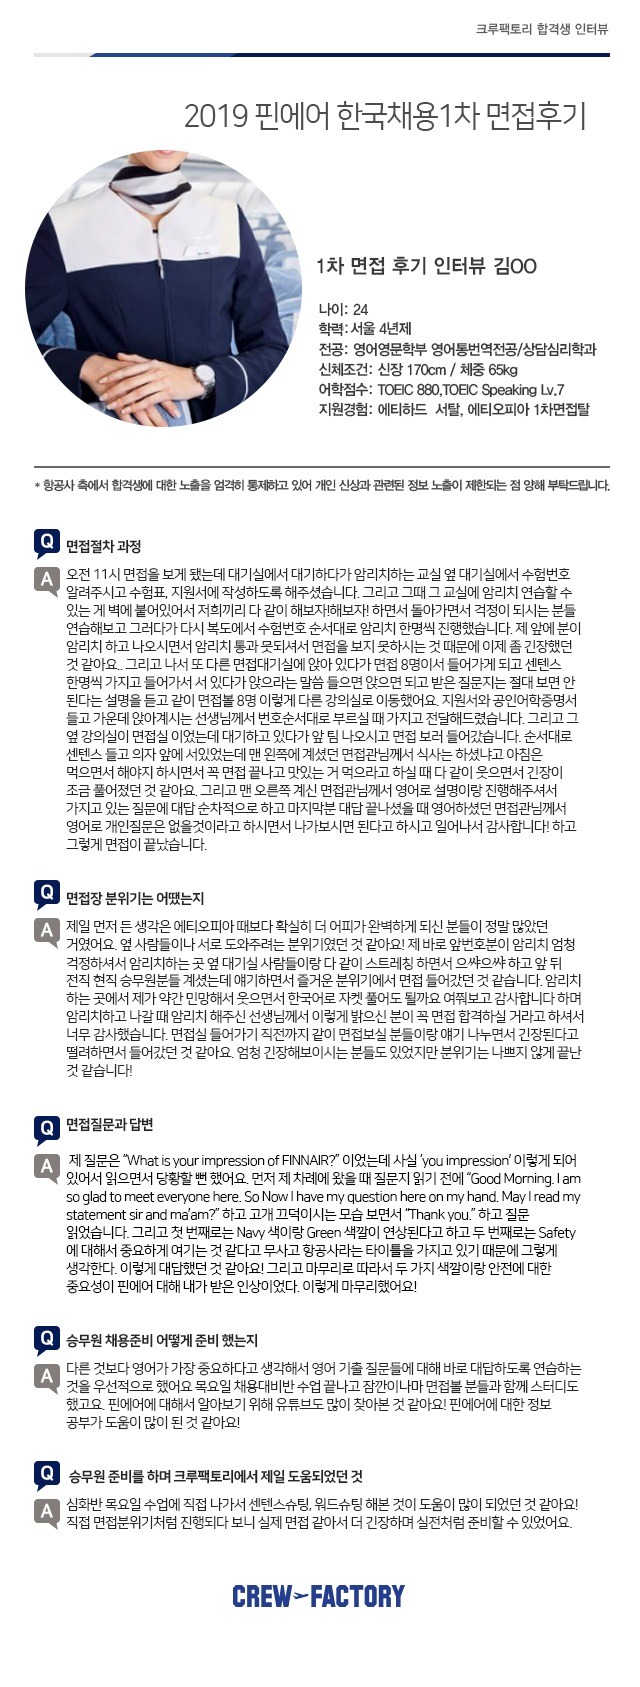 크루팩토리 합격생 인터뷰
2019 핀에어 한국채용1차 면접후기
1차 면접 후기 인터뷰 김OO
나이: 24
학력: 서울 4년제
전공: 영어영문학부 영어통번역전공/상담심리학과
신체조건: 신장 170cm / 체중 65kg
어학점수: TOEIC 880,TOEIC Speaking Lv.7
지원경험: 에티하드 서탈, 에티오피아 1차면접탈
* 항공사 측에서 합격생에 대한 노출을 엄격히 통제하고 있어 개인 신상과 관련된 정보 노출이 제한되는 점 양해 부탁드립니다.
Q 면접절차 과정
A 오전 11시 면접을 보게 됐는데 대기실에서 대기하다가 암리치하는 교실 옆 대기실에서 수험번호
알려주시고 수험표, 지원서에 작성하도록 해주셨습니다. 그리고 그때 그 교실에 암리치 연습할 수
있는 게 벽에 붙어있어서 저희끼리 다 같이 해보자!해보자! 하면서 돌아가면서 걱정이 되시는 분들
연습해보고 그러다가 다시 복도에서 수험번호 순서대로 암리치 한명씩 진행했습니다. 제 앞에 분이
암리치 하고 나오시면서 암리치 통과 못되셔서 면접을 보지 못하시는 것 때문에 이제 좀 긴장했던
것 같아요.. 그리고 나서 또 다른 면접대기실에 앉아 있다가 면접 8명이서 들어가게 되고 센텐스
한명씩 가지고 들어가서 서 있다가 앉으라는 말씀 들으면 앉으면 되고 받은 질문지는 절대 보면 안
된다는 설명을 듣고 같이 면접볼 8명 이렇게 다른 강의실로 이동했어요. 지원서와 공인어학증명서
들고 가운데 앉아계시는 선생님께서 번호순서대로 부르실 때 가지고 전달해드렸습니다. 그리고 그
옆 강의실이 면접실 이었는데 대기하고 있다가 앞 팀 나오시고 면접 보러 들어갔습니다. 순서대로
센텐스 들고 의자 앞에 서있었는데 맨 왼쪽에 계셨던 면접관님께서 식사는 하셨냐고 아침은
먹으면서 해야지 하시면서 꼭 면접 끝나고 맛있는 거 먹으라고 하실 때 다 같이 웃으면서 긴장이
조금 풀어졌던 것 같아요. 그리고 맨 오른쪽 계신 면접관님께서 영어로 설명이랑 진행해주셔서
가지고 있는 질문에 대답 순차적으로 하고 마지막분 대답 끝나셨을 때 영어하셨던 면접관님께서
영어로 개인질문은 없을것이라고 하시면서 나가보시면 된다고 하시고 일어나서 감사합니다! 하고
그렇게 면접이 끝났습니다.
Q 면접장 분위기는 어땠는지
A 제일 먼저 든 생각은 에티오피아 때보다 확실히 더 어피가 완벽하게 되신 분들이 정말 많았던
거였어요. 옆 사람들이나 서로 도와주려는 분위기였던 것 같아요! 제 바로 앞번호분이 암리치 엄청
걱정하셔서 암리치하는 곳 옆 대기실 사람들이랑 다 같이 스트레칭 하면서 으쌰으쌰 하고 앞 뒤
전직 현직 승무원분들 계셨는데 얘기하면서 즐거운 분위기에서 면접 들어갔던 것 같습니다. 암리치
하는 곳에서 제가 약간 민망해서 웃으면서 한국어로 자켓 풀어도 될까요 여쭤보고 감사합니다 하며
암리치하고 나갈 때 암리치 해주신 선생님께서 이렇게 밝으신 분이 꼭 면접 합격하실 거라고 하셔서
너무 감사했습니다. 면접실 들어가기 직전까지 같이 면접보실 분들이랑 얘기 나누면서 긴장된다고
떨려하면서 들어갔던 것 같아요. 엄청 긴장해보이시는 분들도 있었지만 분위기는 나쁘지 않게 끝난
것 같습니다!
Q 면접질문과 답변
A 제 질문은 “What is your impression of FINNAIR?” 이었는데 사실 ‘you impression’ 이렇게 되어
있어서 읽으면서 당황할 뻔 했어요. 먼저 제 차례에 왔을 때 질문지 읽기 전에 “Good Morning. I am
so glad to meet everyone here. So Now I have my question here on my hand. May I read my
statement sir and ma'am?” 하고 고개 끄덕이시는 모습 보면서 “Thank you.” 하고 질문
읽었습니다. 그리고 첫 번째로는 Navy 색이랑 Green 색깔이 연상된다고 하고 두 번째로는 Safety
에 대해서 중요하게 여기는 것 같다고 무사고 항공사라는 타이틀을 가지고 있기 때문에 그렇게
생각한다. 이렇게 대답했던 것 같아요! 그리고 마무리로 따라서 두 가지 색깔이랑 안전에 대한
중요성이 핀에어 대해 내가 받은 인상이었다. 이렇게 마무리했어요!
Q 승무원 채용준비 어떻게 준비 했는지
A 다른 것보다 영어가 가장 중요하다고 생각해서 영어 기출 질문들에 대해 바로 대답하도록 연습하는
것을 우선적으로 했어요 목요일 채용대비반 수업 끝나고 잠깐이나마 면접볼 분들과 함께 스터디도
했고요. 핀에어에 대해서 알아보기 위해 유튜브도 많이 찾아본 것 같아요! 핀에어에 대한 정보
공부가 도움이 많이 된 것 같아요!
Q 승무원 준비를 하며 크루팩토리에서 제일 도움되었던 것
A 심화반 목요일 수업에 직접 나가서 센텐스슈팅, 워드슈팅 해본 것이 도움이 많이 되었던 것 같아요!
직접 면접분위기처럼 진행되다 보니 실제 면접 같아서 더 긴장하며 실전처럼 준비할 수 있었어요.
CREW FACTORY